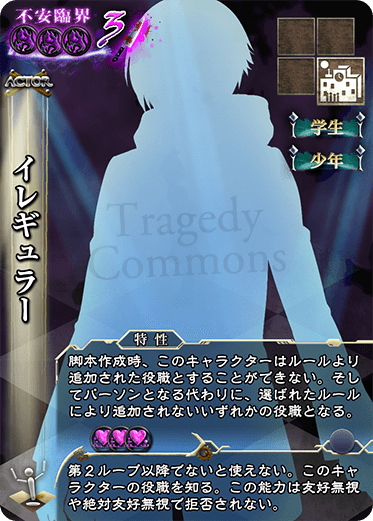 不安臨界
3
ACTOR
学生
少年
イレギュラー
Tragedy
Commons
特性
脚本作成時、このキャラクターはルールより
追加された役職とすることができない。そし
てパーソンとなる代わりに、選ばれたルール
により追加されないいずれかの役職となる。
第２ループ以降でないと使えない。このキャ
ラクターの役職を知る。この能力は友好無視
や絶対友好無視で拒否されない。